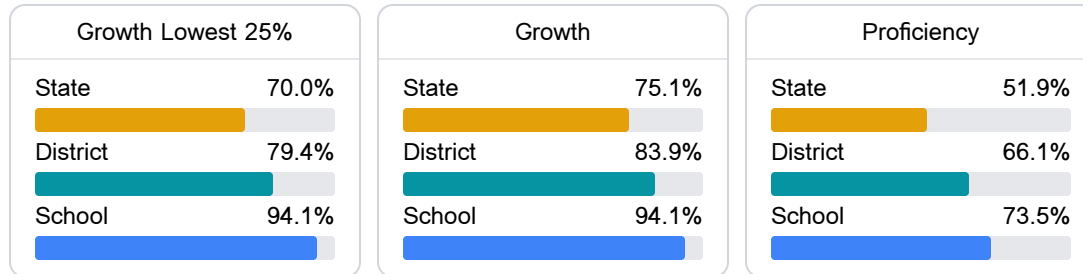 Growth Lowest 25%
State 70.0%
District 79.4%
School 94.1%
Growth
State 75.1%
District 83.9%
School 94.1%
Proficiency
State 51.9%
District 66.1%
School 73.5%